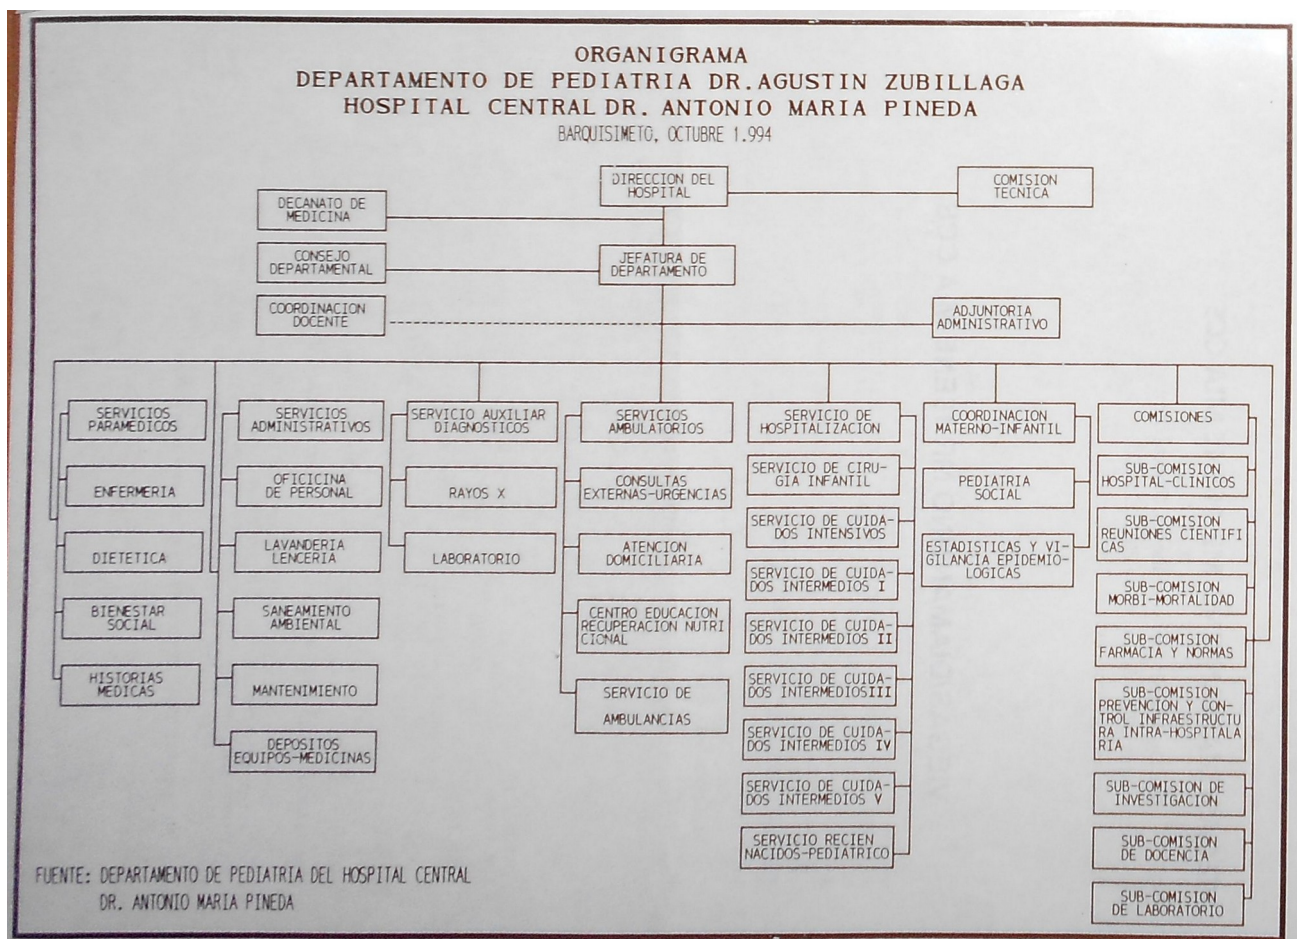 ORGANIGRAMA
DEPARTAMENTO DE PEDIATRIA DR.AGUSTIN ZUBILLAGA
HOSPITAL CENTRAL DR. ANTONIO MARIA PINEDA
BARQUISIMETO, OCTUBRE 1.994
DIRECCION DEL
HOSPITAL
COMISION
TECNICA
DECANATO DE
MEDICINA
CONSEJO
DEPARTAMENTAL
JEFATURA DE
DEPARTAMENTO
COORDINACION
DOCENTE
ADJUNTORIA
ADMINISTRATIVO
SERVICIOS
PARAMEDICOS
ENFERMERIA
DIETETICA
BIENESTAR
SOCIAL
HISTORIAS
MEDICAS
SERVICIOS
ADMINISTRATIVOS
OFICICINA
DE PERSONAL
LAVANDERIA
LENCERIA
SANEAMIENTO
AMBIENTAL
MANTENIMIENTO
DEPOSITOS
EQUIPOS-MEDICINAS
SERVICIO AUXILIAR
DIAGNOSTICOS
RAYOS X
LABORATORIO
SERVICIOS
AMBULATORIOS
CONSULTAS
EXTERNAS-URGENCIAS
ATENCION
DOMICILIARIA
CENTRO EDUCACION
RECUPERACION NUTRI
CIONAL
SERVICIO DE
AMBULANCIAS
SERVICIO DE
HOSPITALIZACION
SERVICIO DE CIRU-
GIA INFANTIL
SERVICIO DE CUIDA-
DOS INTENSIVOS
SERVICIO DE CUIDA-
DOS INTERMEDIOS I
SERVICIO DE CUIDA-
DOS INTERMEDIOS II
SERVICIO DE CUIDA-
DOS INTERMEDIOSIII
SERVICIO DE CUIDA-
DOS INTERMEDIOS IV
SERVICIO DE CUIDA-
DOS INTERMEDIOS V
SERVICIO RECIEN
NACIDOS-PEDIATRICO
COORDINACION
MATERNO-INFANTIL
PEDIATRIA
SOCIAL
ESTADISTICAS Y VI-
GILANCIA EPIDEMIO-
LOGICAS
COMISIONES
SUB-COMISION
HOSPITAL-CLINICOS
SUB-COMISION
REUNIONES CIENTIFI
CAS
SUB-COMISION
MORBI-MORTALIDAD
SUB-COMISION
FARMACIA Y NORMAS
SUB-COMISION
PREVENCION Y CON-
TROL INFRAESTRUCTU
RA INTRA-HOSPITALA
RIA
SUB-COMISION DE
INVESTIGACION
SUB-COMISION
DE DOCENCIA
SUB-COMISION
DE LABORATORIO
FUENTE: DEPARTAMENTO DE PEDIATRIA DEL HOSPITAL CENTRAL
DR. ANTONIO MARIA PINEDA